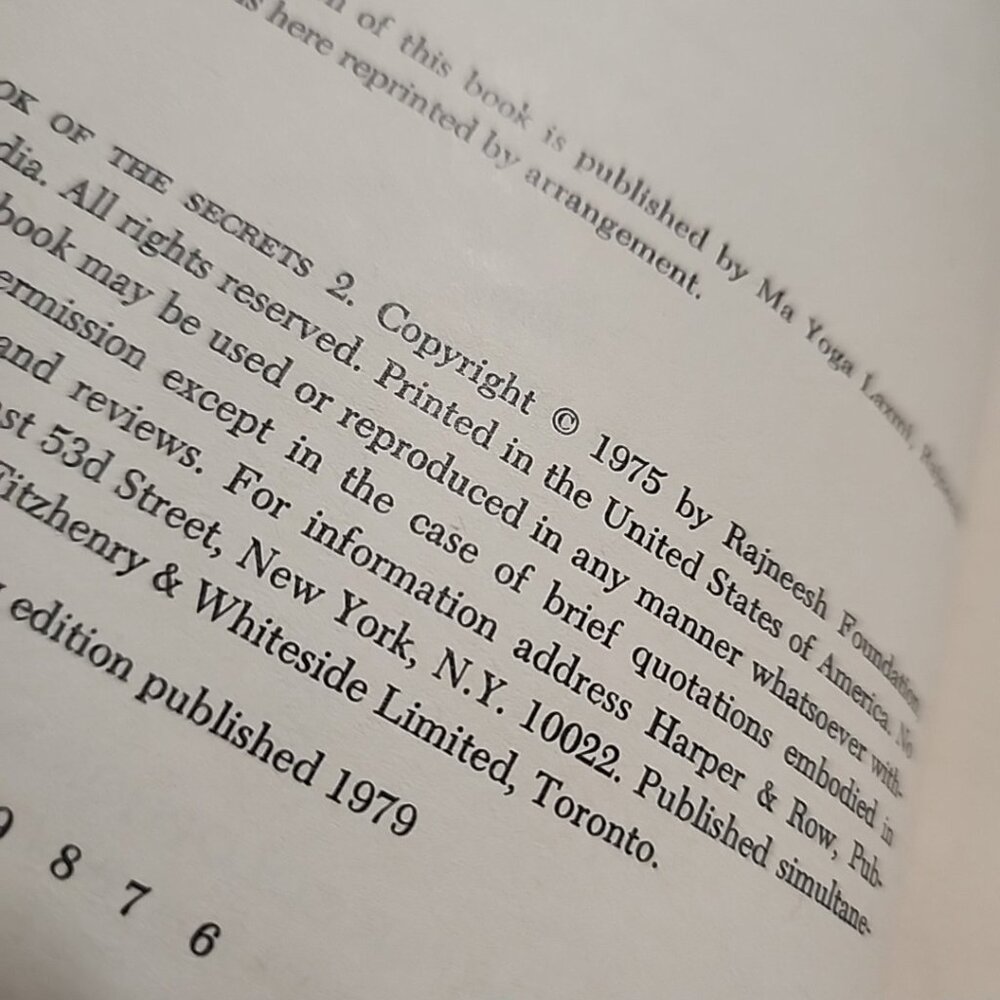 of this book is published by Ma Yoga Laxmi,
here reprinted by arrangement.
OK OF THE SECRETS 2. Copyright © 1975 by Rajneesh Foundation,
dia. All rights reserved. Printed in the United States of America. No
book may be used or reproduced in any manner whatsoever with-
ermission except in the case of brief quotations embodied in
and reviews. For information address Harper & Row, Pub-
st 53d Street, New York, N.Y. 10022. Published simultane-
Fitzhenry & Whiteside Limited, Toronto.
edition published 1979
9 8 7 6